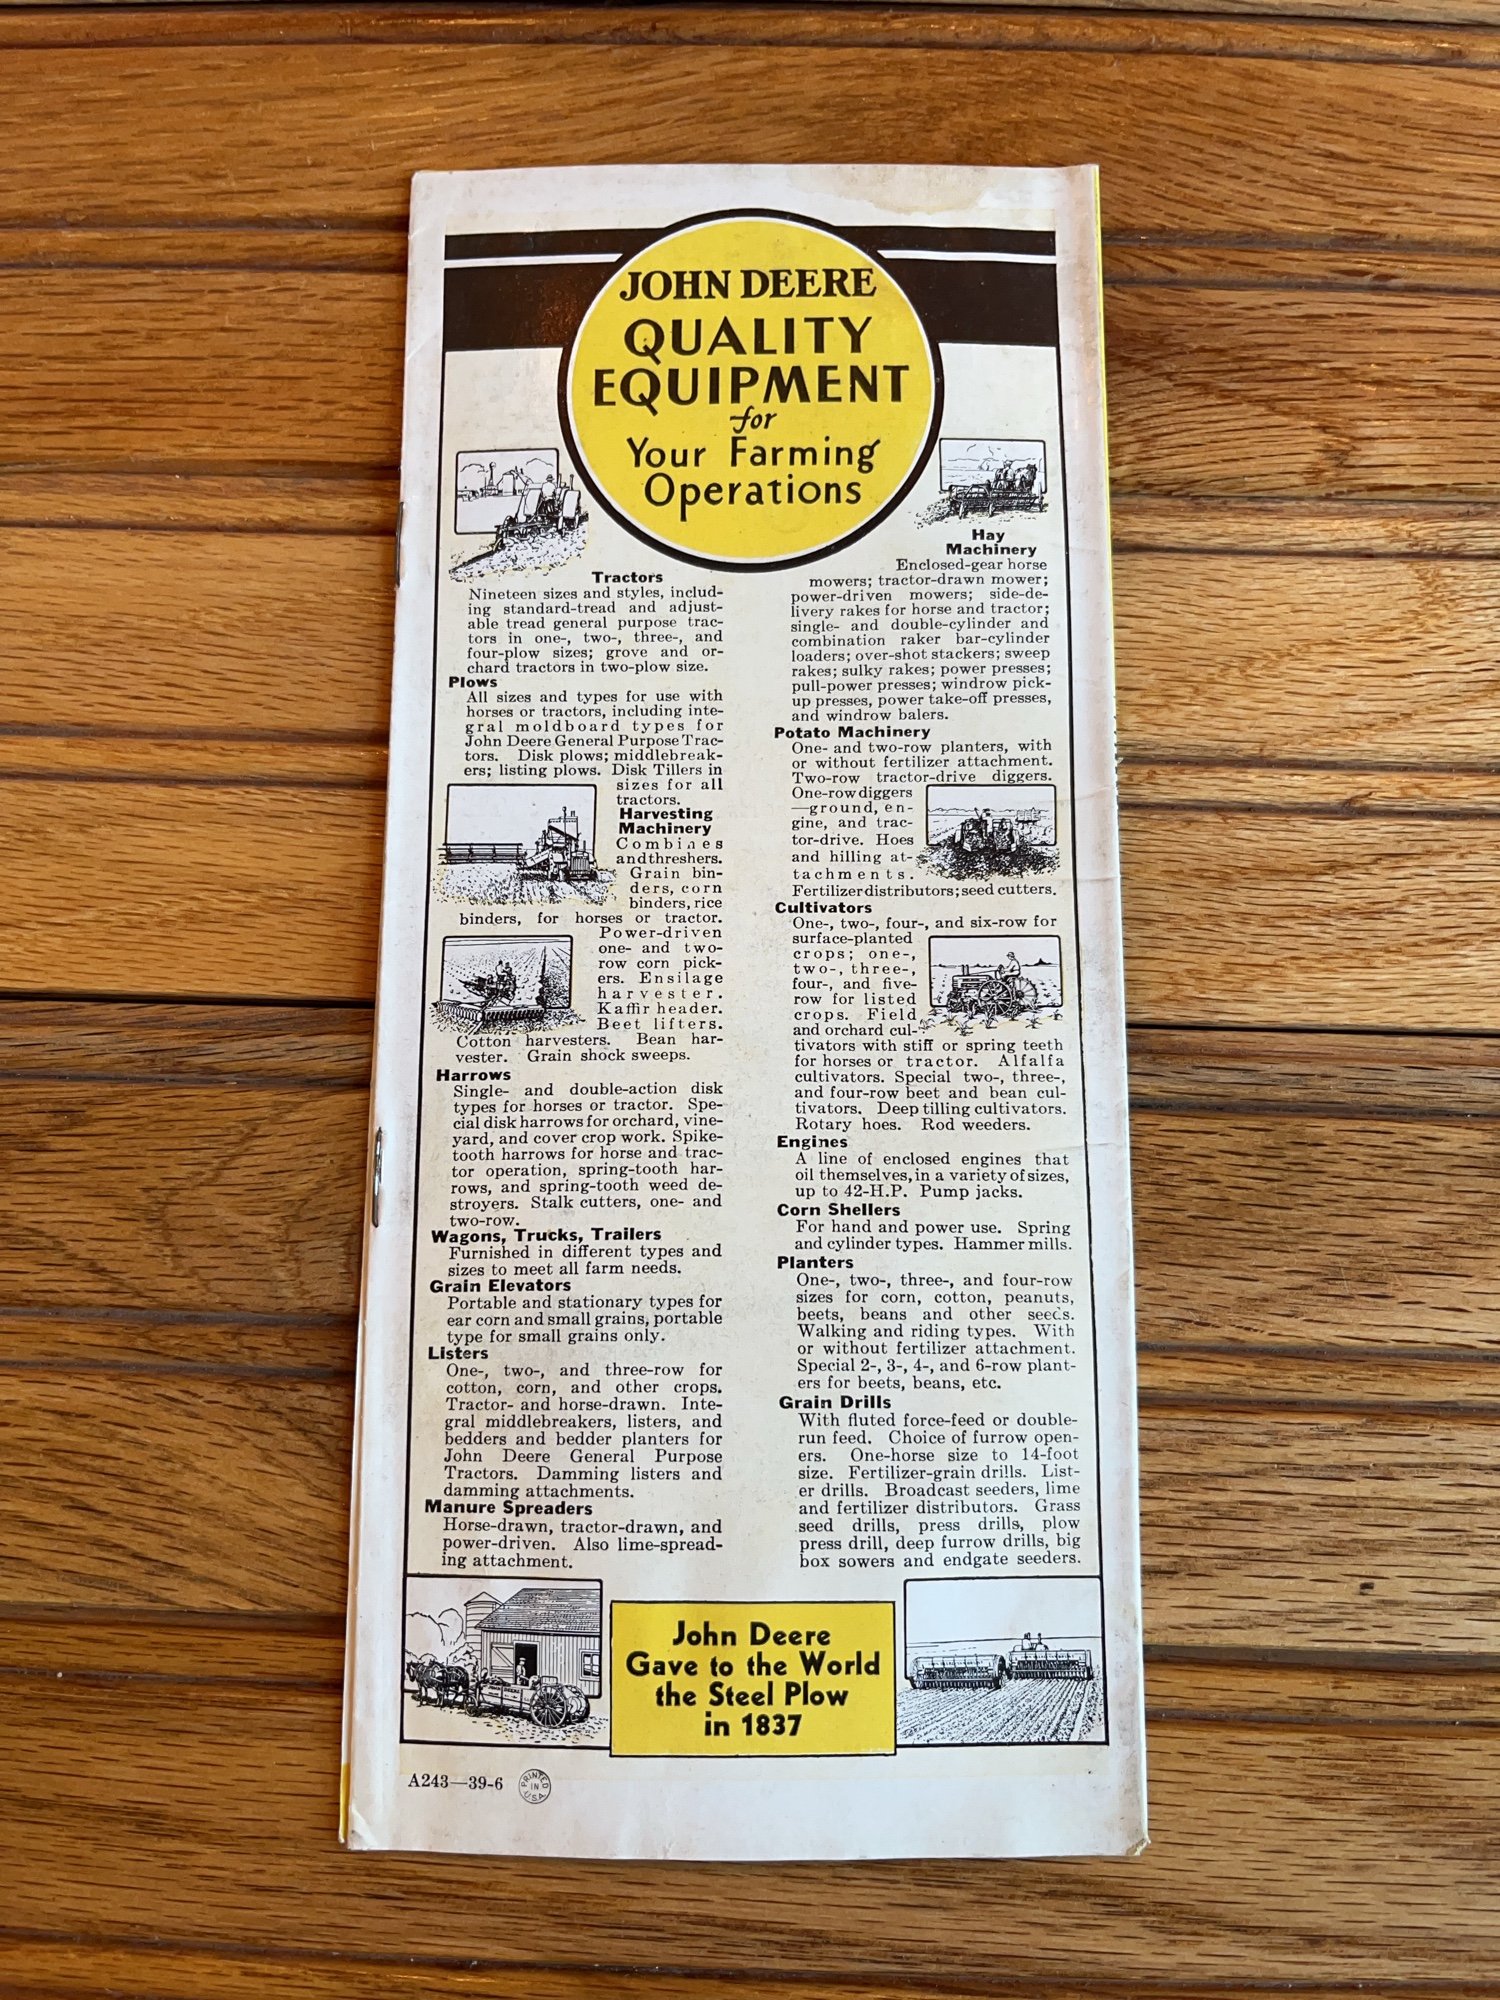 JOHN DEERE
QUALITY
EQUIPMENT
for
Your Farming
Operations
Tractors
Nineteen sizes and styles, includ-
ing standard-tread and adjust-
able tread general purpose trac-
tors in one-, two-, three-, and
four-plow sizes; grove and or-
chard tractors in two-plow size.
Plows
All sizes and types for use with
horses or tractors, including inte-
gral moldboard types for
John Deere General Purpose Trac-
tors. Disk plows; middlebreak-
ers; listing plows. Disk Tillers in
sizes for all
tractors.
Harvesting
Machinery
Combines
and threshers.
Grain bin-
ders, corn
binders, rice
binders, for horses or tractor.
Power-driven
one- and two-
row corn pick-
ers. Ensilage
harvester.
Kaffir header.
Beet lifters.
Cotton harvesters. Bean har-
vester. Grain shock sweeps.
Harrows
Single- and double-action disk
types for horses or tractor. Spe-
cial disk harrows for orchard, vine-
yard, and cover crop work. Spike-
tooth harrows for horse and trac-
tor operation, spring-tooth har-
rows, and spring-tooth weed de-
stroyers. Stalk cutters, one- and
two-row.
Wagons, Trucks, Trailers
Furnished in different types and
sizes to meet all farm needs.
Grain Elevators
Portable and stationary types for
ear corn and small grains, portable
type for small grains only.
Listers
One-, two-, and three-row for
cotton, corn, and other crops.
Tractor- and horse-drawn. Inte-
gral middlebreakers, listers, and
bedders and bedder planters for
John Deere General Purpose
Tractors. Damming listers and
damming attachments.
Manure Spreaders
Horse-drawn, tractor-drawn, and
power-driven. Also lime-spread-
ing attachment.
Hay
Machinery
Enclosed-gear horse
mowers; tractor-drawn mower;
power-driven mowers; side-de-
livery rakes for horse and tractor;
single- and double-cylinder and
combination raker bar-cylinder
loaders; over-shot stackers; sweep
rakes; sulky rakes; power presses;
pull-power presses; windrow pick-
up presses, power take-off presses,
and windrow balers.
Potato Machinery
One- and two-row planters, with
or without fertilizer attachment.
Two-row tractor-drive diggers.
One-row diggers
—ground, en-
gine, and trac-
tor-drive. Hoes
and hilling at-
tachments.
Fertilizer distributors; seed cutters.
Cultivators
One-, two-, four-, and six-row for
surface-planted
crops; one-,
two-, three-,
four-, and five-
row for listed
crops. Field
and orchard cul-
tivators with stiff or spring teeth
for horses or tractor. Alfalfa
cultivators. Special two-, three-,
and four-row beet and bean cul-
tivators. Deep tilling cultivators.
Rotary hoes. Rod weeders.
Engines
A line of enclosed engines that
oil themselves, in a variety of sizes,
up to 42-H.P. Pump jacks.
Corn Shellers
For hand and power use. Spring
and cylinder types. Hammer mills.
Planters
One-, two-, three-, and four-row
sizes for corn, cotton, peanuts,
beets, beans and other seeds.
Walking and riding types. With
or without fertilizer attachment.
Special 2-, 3-, 4-, and 6-row plant-
ers for beets, beans, etc.
Grain Drills
With fluted force-feed or double-
run feed. Choice of furrow open-
ers. One-horse size to 14-foot
size. Fertilizer-grain drills. List-
er drills. Broadcast seeders, lime
and fertilizer distributors. Grass
seed drills, press drills, plow
press drill, deep furrow drills, big
box sowers and endgate seeders.
John Deere
Gave to the World
the Steel Plow
in 1837
A243—39-6
PRINTED
IN
U.S.A.